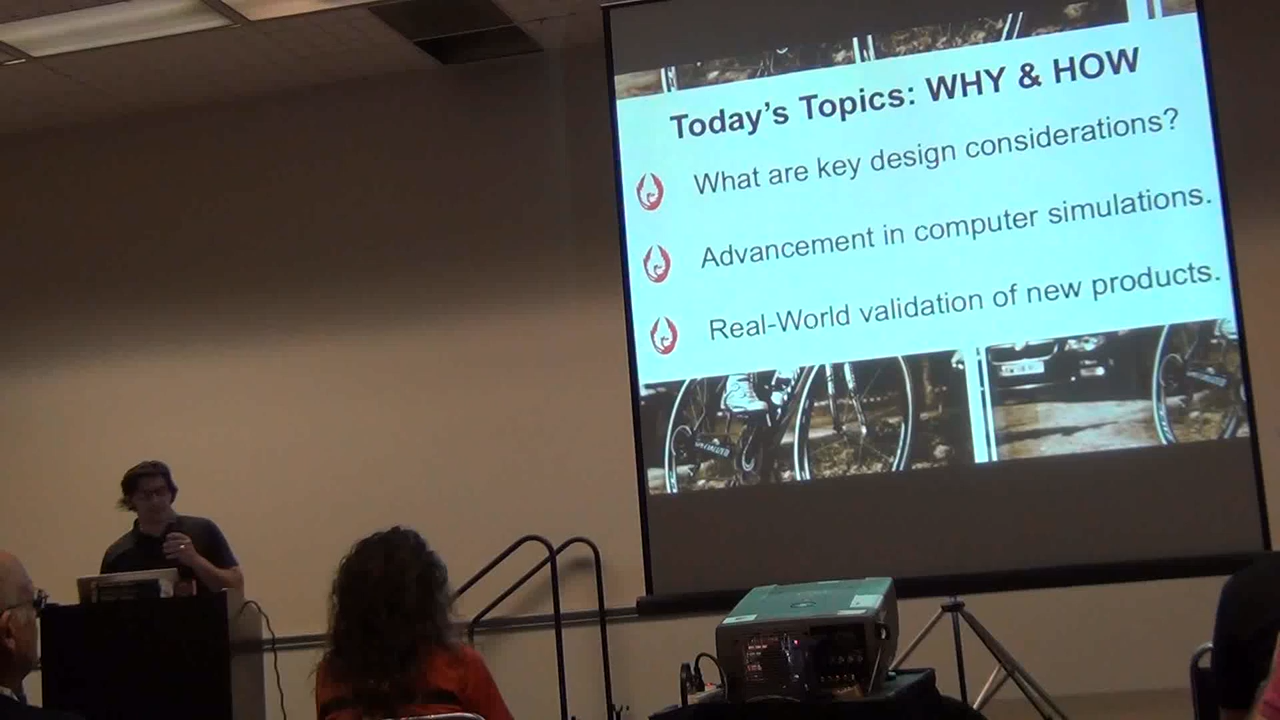 Today's Topics: WHY & HOW
What are key design considerations?
Advancement in computer simulations.
Real-World validation of new products.
SPECIALIZED